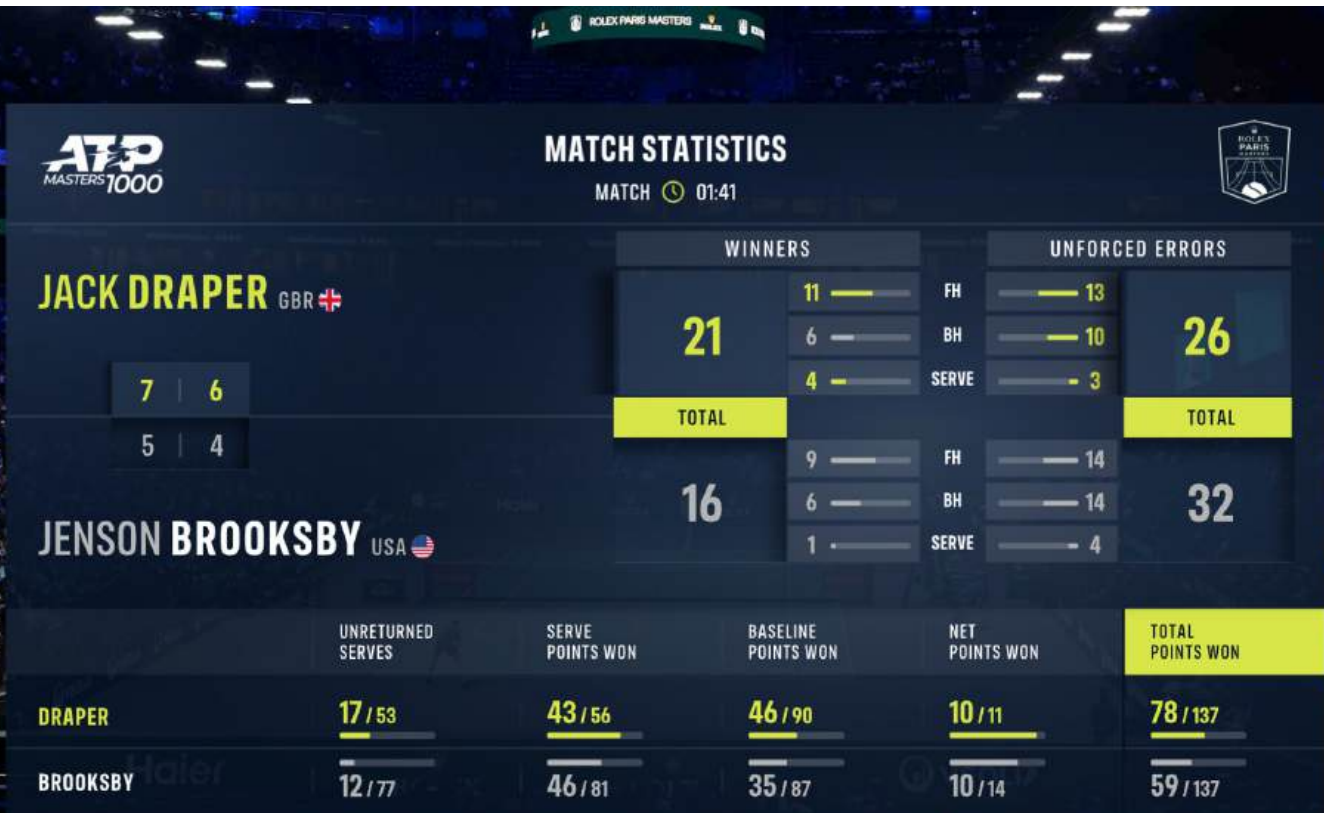 ROLEX PARIS MASTERS
ATP
MASTERS 1000
MATCH STATISTICS
MATCH 01:41
ROLEX
PARIS
MASTERS
WINNERS
UNFORCED ERRORS
JACK DRAPER GBR
7 | 6
21
TOTAL
11 FH 13
6 BH 10
4 SERVE 3
26
TOTAL
5 | 4
JENSON BROOKSBY USA
16
9 FH 14
6 BH 14
1 SERVE 4
32
UNRETURNED
SERVES
SERVE
POINTS WON
BASELINE
POINTS WON
NET
POINTS WON
TOTAL
POINTS WON
DRAPER 17/53 43/56 46/90 10/11 78/137
BROOKSBY 12/77 46/81 35/87 10/14 59/137
Haier